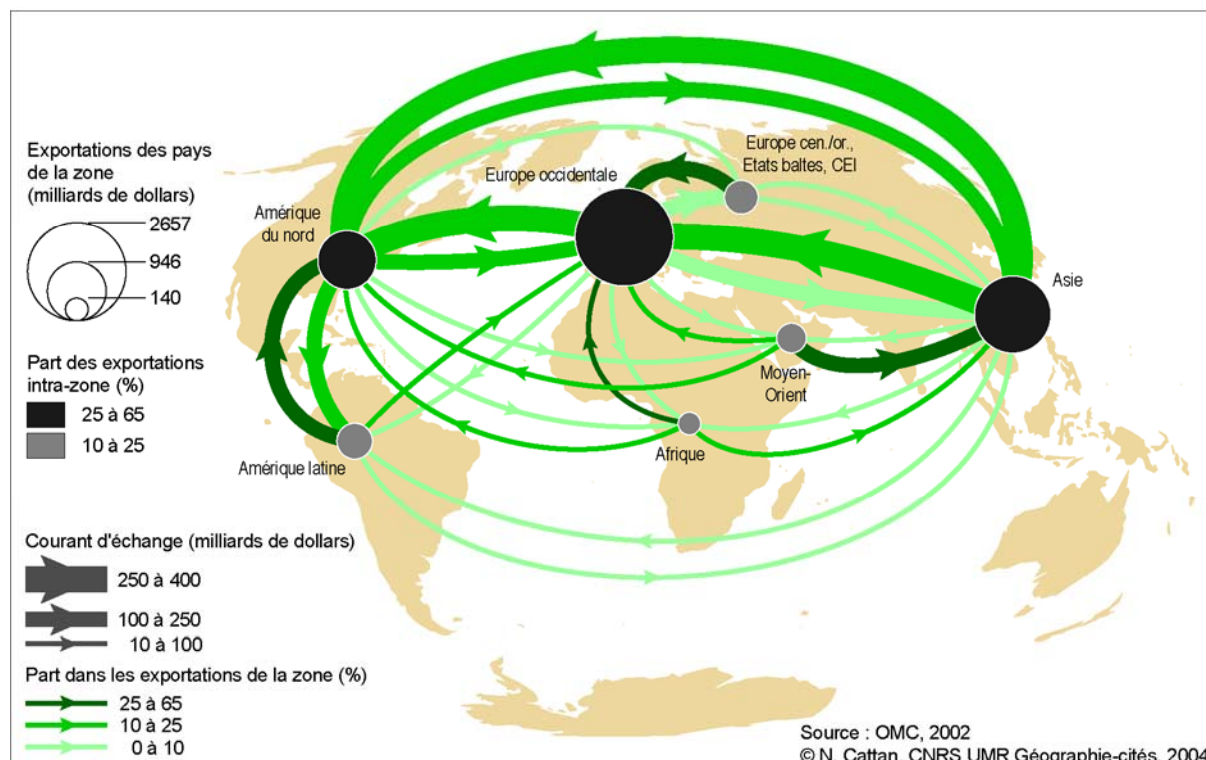 Exportations des pays
de la zone
(milliards de dollars)
2657
946
140
Part des exportations
intra-zone (%)
25 à 65
10 à 25
Courant d'échange (milliards de dollars)
250 à 400
100 à 250
10 à 100
Part dans les exportations de la zone (%)
25 à 65
10 à 25
0 à 10
Europe cen./or.,
Etats baltes, CEI
Europe occidentale
Amérique
du nord
Asie
Moyen-
Orient
Afrique
Amérique latine
Source : OMC, 2002
© N. Cattan, CNRS UMR Géographie-cités, 2004